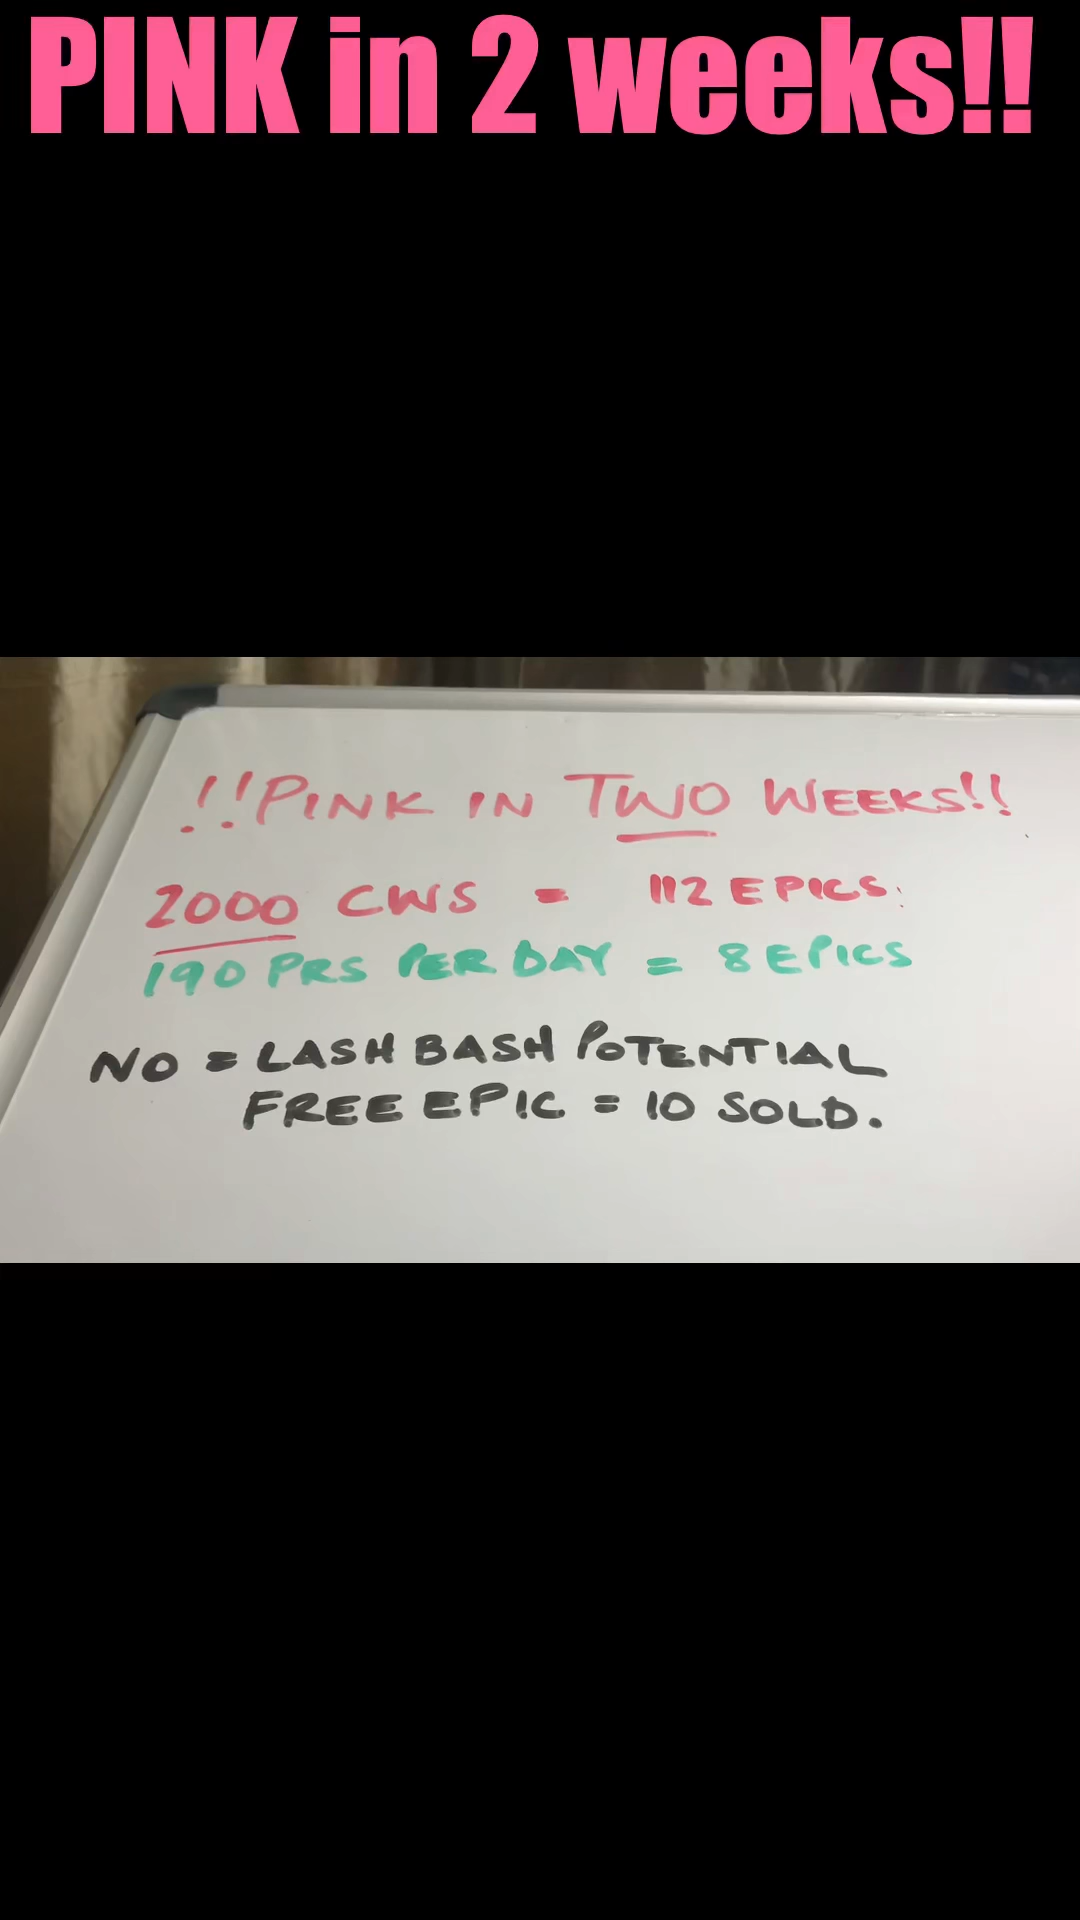 PINK in 2 weeks!!
!!PINK IN TWO WEEKS!!
2000 CWS = 112 EPICS.
190 PRS PER DAY = 8 EPICS
NO = LASH BASH POTENTIAL
FREE EPIC = 10 SOLD.